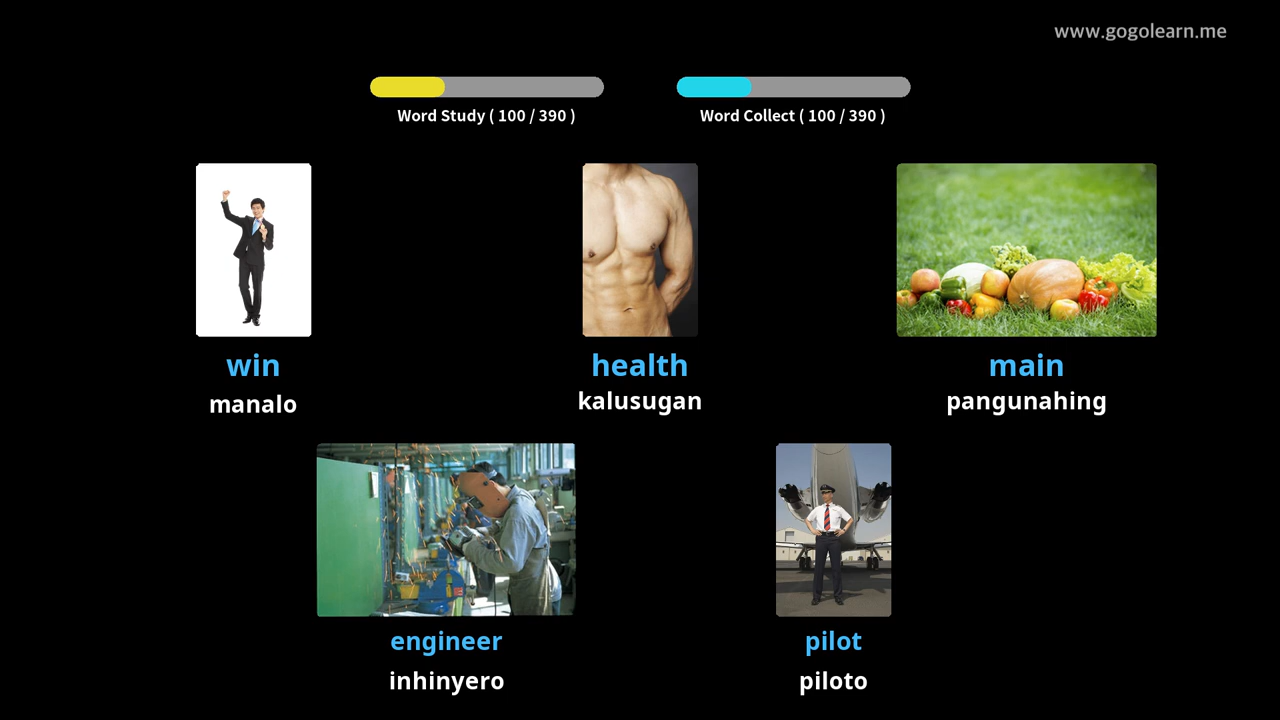 www.gogolearn.me
Word Study ( 100 / 390 )
Word Collect ( 100 / 390 )
win
manalo
health
kalusugan
main
pangunahing
engineer
inhinyero
pilot
piloto